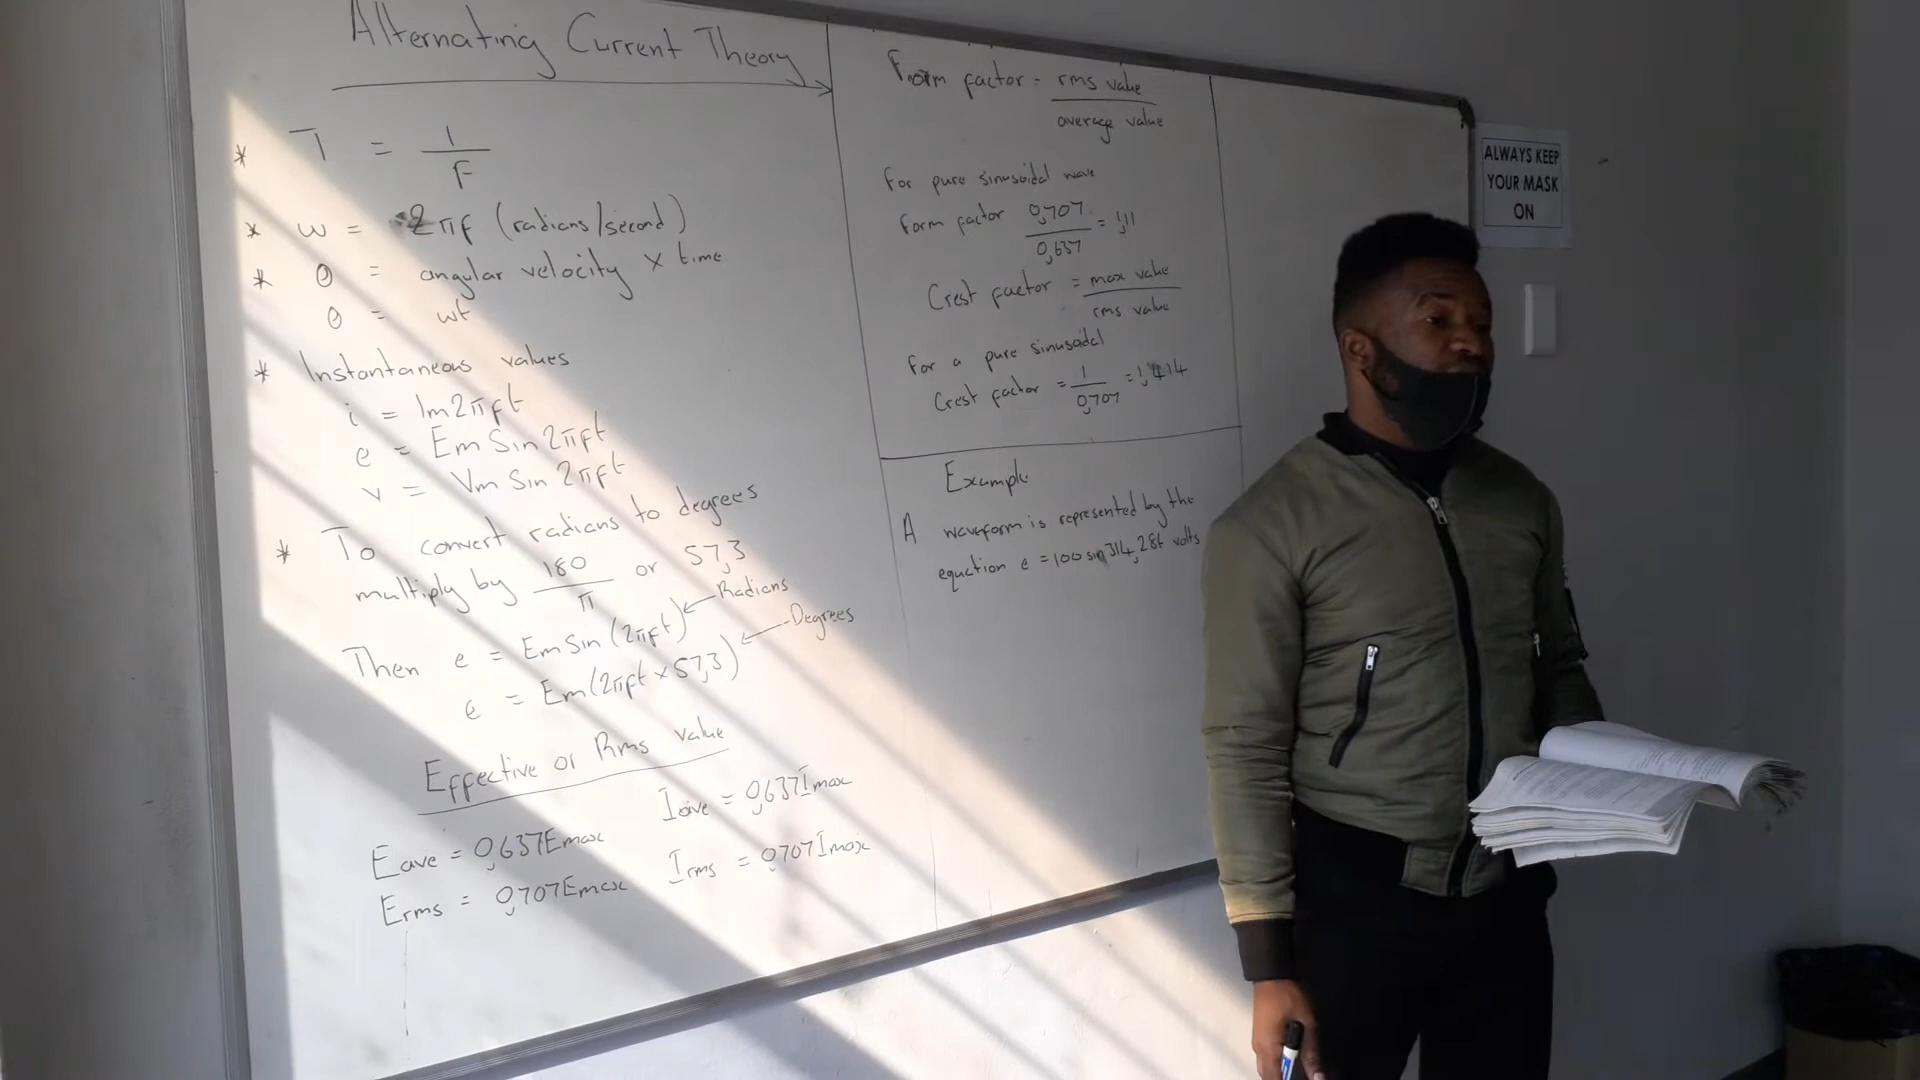 Alternating Current Theory
* T = 1/F
* w = 2πf (radians/second)
* θ = angular velocity x time
θ = wt
* Instantaneous values
i = Im2πft
e = Em Sin 2πft
v = Vm Sin 2πft
* To convert radians to degrees
multiply by 180/π or 57,3
Then e = Em Sin (2πft) ← Radians
e = Em (2πft x 57,3) ← Degrees
Effective or Rms value
Eave = 0,637Emax Iave = 0,637Imax
Erms = 0,707Emax Irms = 0,707Imax
Form factor = rms value / average value
For pure sinusoidal wave
Form factor 0,707/0,637 = 1,11
Crest factor = max value / rms value
For a pure sinusoidal
Crest factor = 1/0,707 = 1,414
Example
A waveform is represented by the
equation e = 100 sin 314,28t volts
ALWAYS KEEP
YOUR MASK
ON